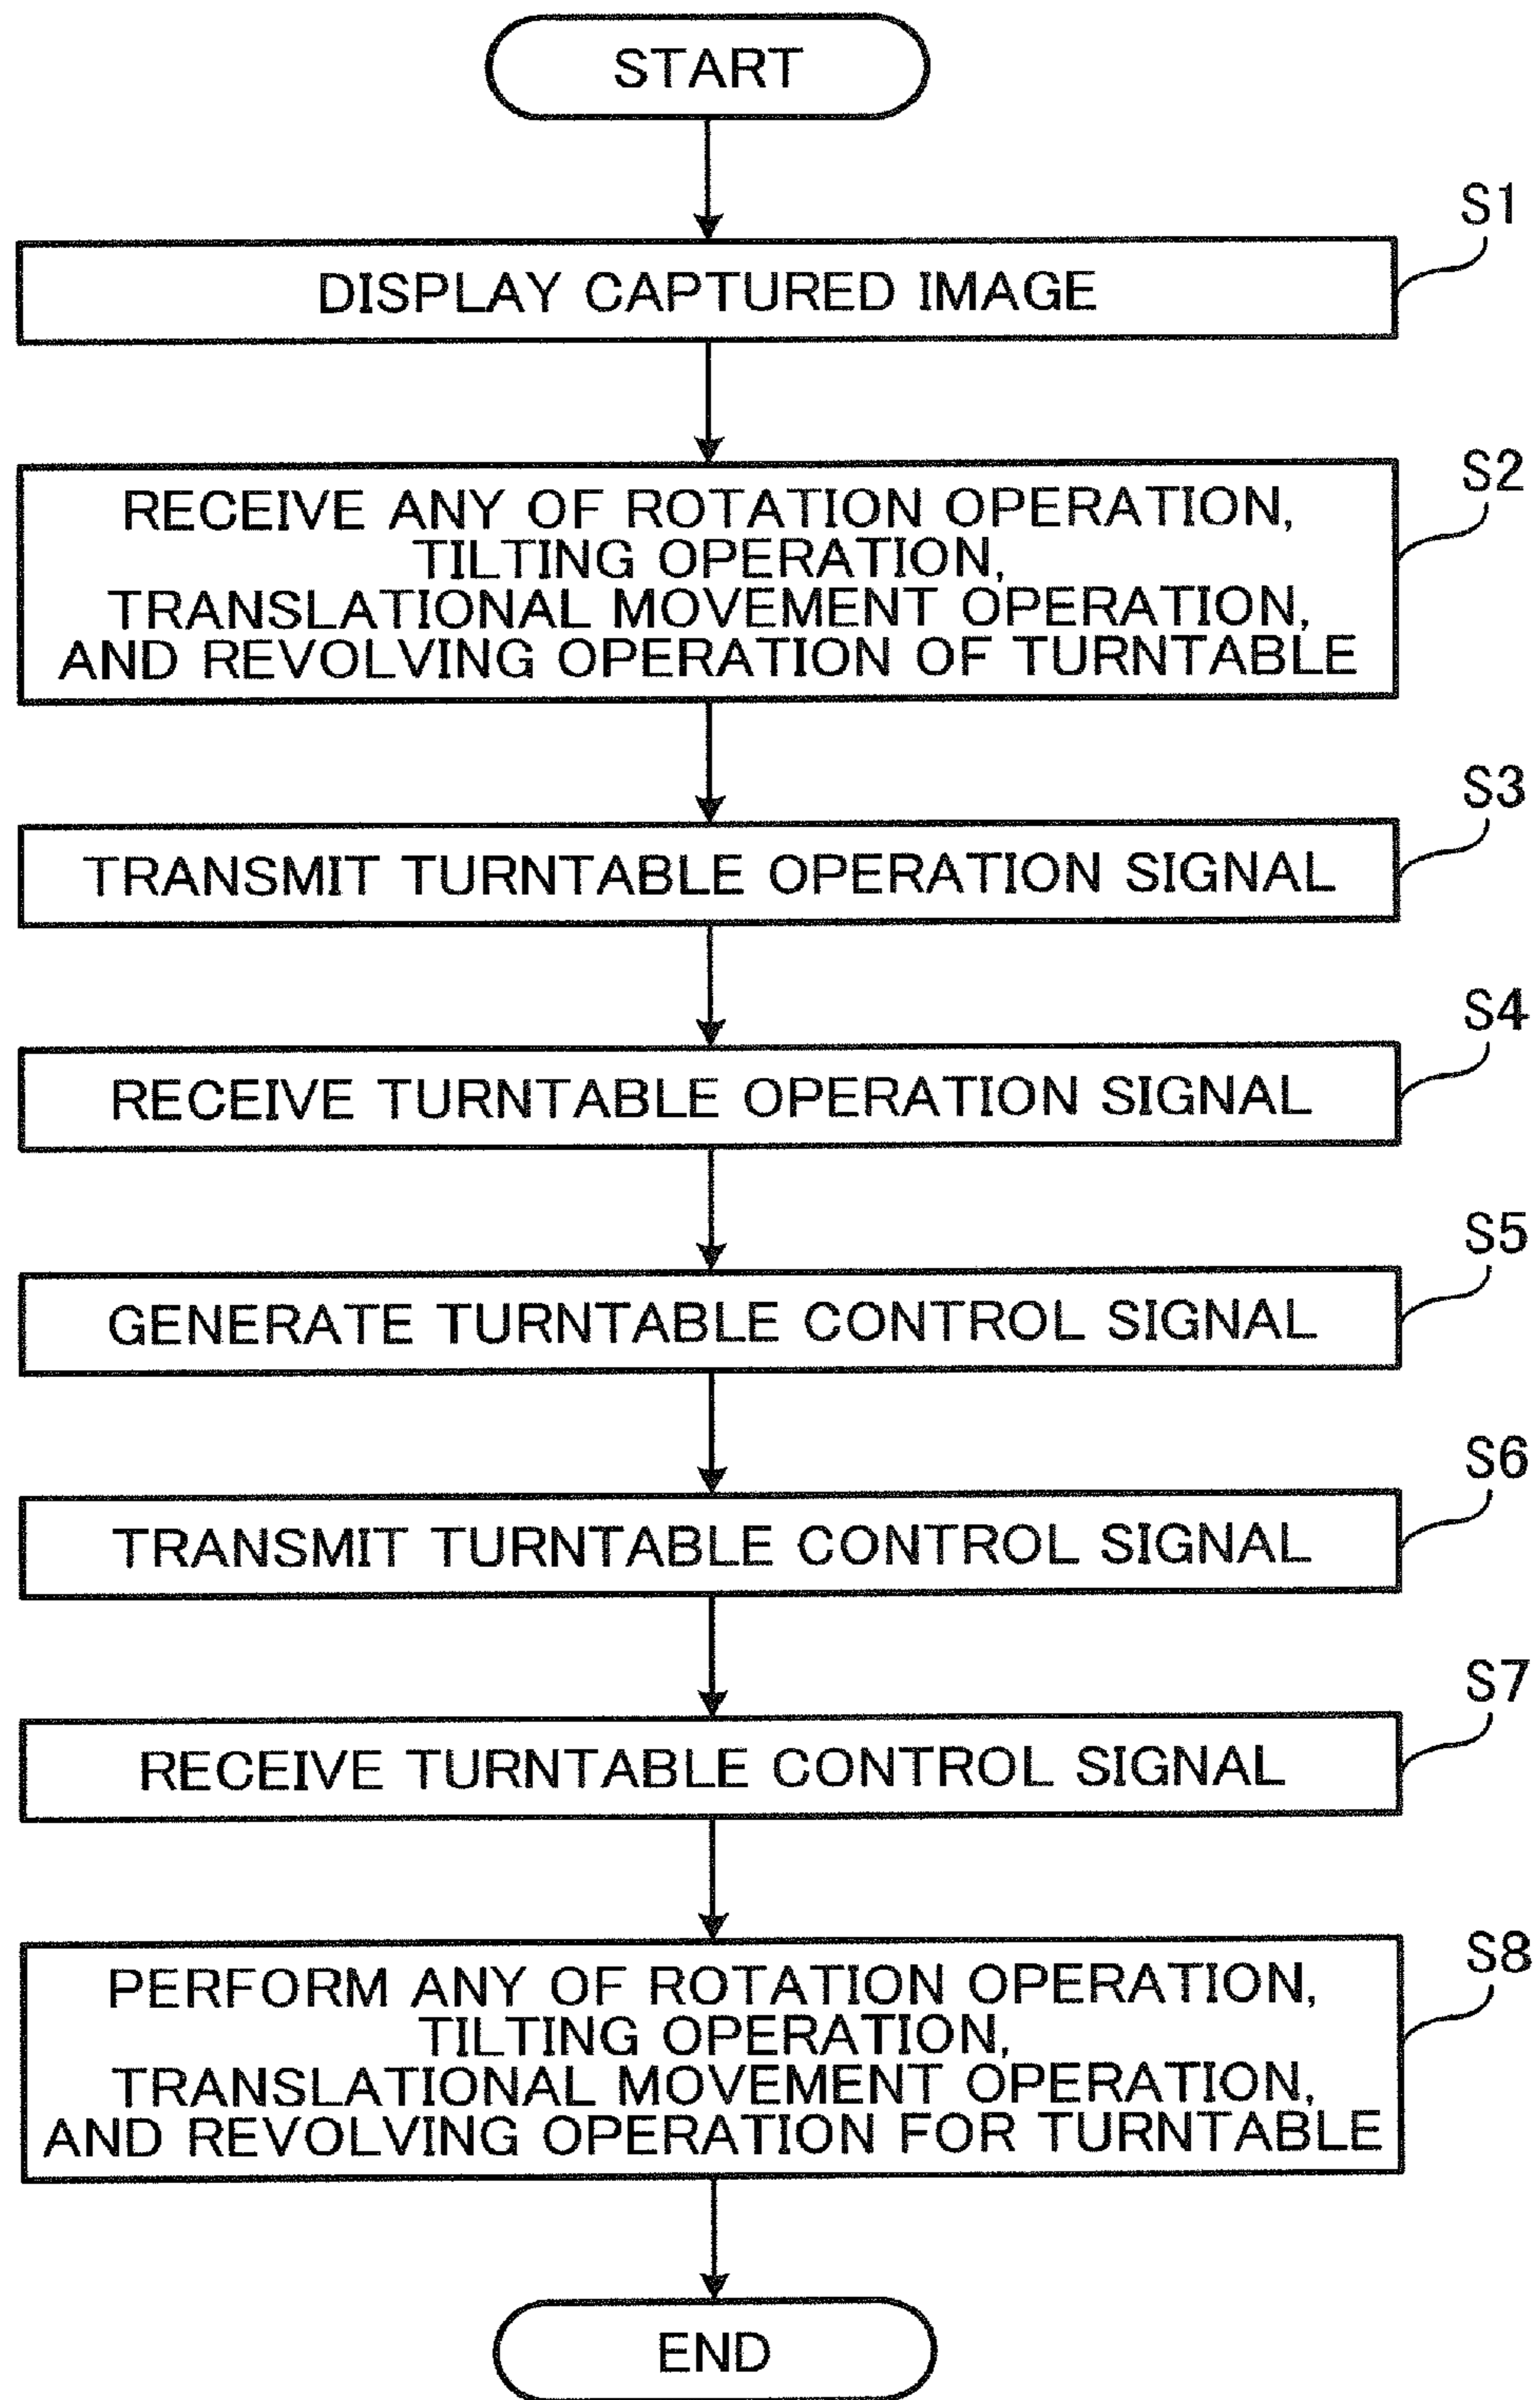 START
S1
DISPLAY CAPTURED IMAGE
S2
RECEIVE ANY OF ROTATION OPERATION,
TILTING OPERATION,
TRANSLATIONAL MOVEMENT OPERATION,
AND REVOLVING OPERATION OF TURNTABLE
S3
TRANSMIT TURNTABLE OPERATION SIGNAL
S4
RECEIVE TURNTABLE OPERATION SIGNAL
S5
GENERATE TURNTABLE CONTROL SIGNAL
S6
TRANSMIT TURNTABLE CONTROL SIGNAL
S7
RECEIVE TURNTABLE CONTROL SIGNAL
S8
PERFORM ANY OF ROTATION OPERATION,
TILTING OPERATION,
TRANSLATIONAL MOVEMENT OPERATION,
AND REVOLVING OPERATION FOR TURNTABLE
END